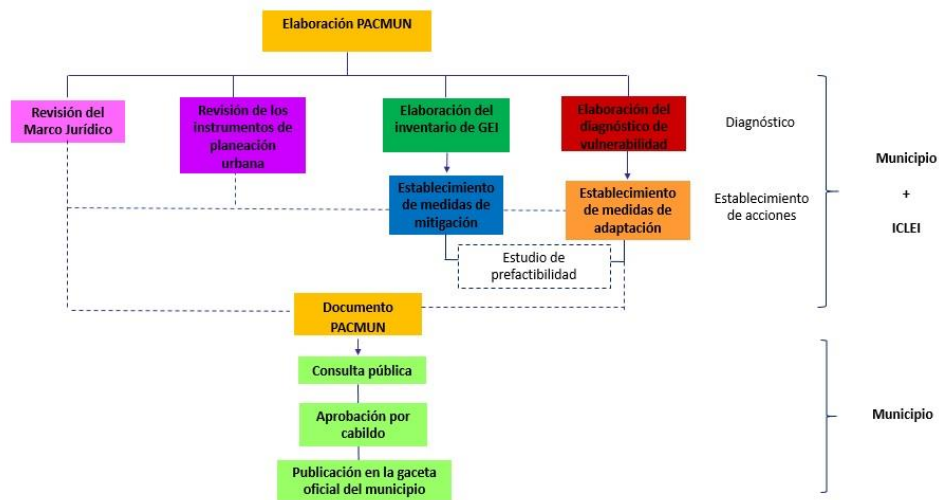 Elaboración PACMUN
Revisión del
Marco Jurídico
Revisión de los
instrumentos de
planeación
urbana
Elaboración del
inventario de GEI
Elaboración del
diagnóstico de
vulnerabilidad
Diagnóstico
Establecimiento
de medidas de
mitigación
Establecimiento
de medidas de
adaptación
Establecimiento
de acciones
Municipio
+
ICLEI
Estudio de
prefactibilidad
Documento
PACMUN
Consulta pública
Aprobación por
cabildo
Publicación en la gaceta
oficial del municipio
Municipio